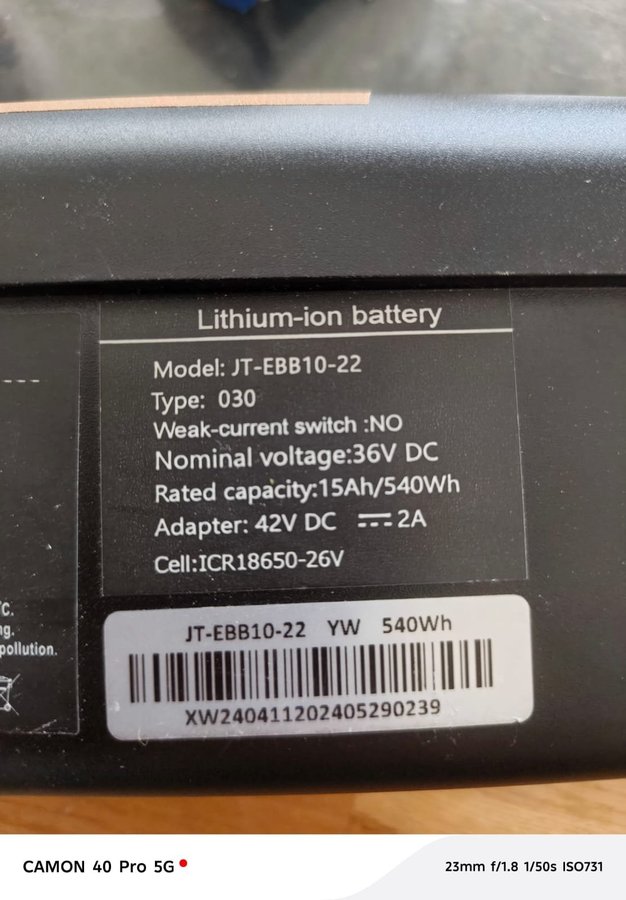 Lithium-ion battery
Model: JT-EBB10-22
Type: 030
Weak-current switch :NO
Nominal voltage:36V DC
Rated capacity:15Ah/540Wh
Adapter: 42V DC ⎓ 2A
Cell:ICR18650-26V
°C.
ng.
pollution.
JT-EBB10-22 YW 540Wh
XW240411202405290239
CAMON 40 Pro 5G
23mm f/1.8 1/50s ISO731